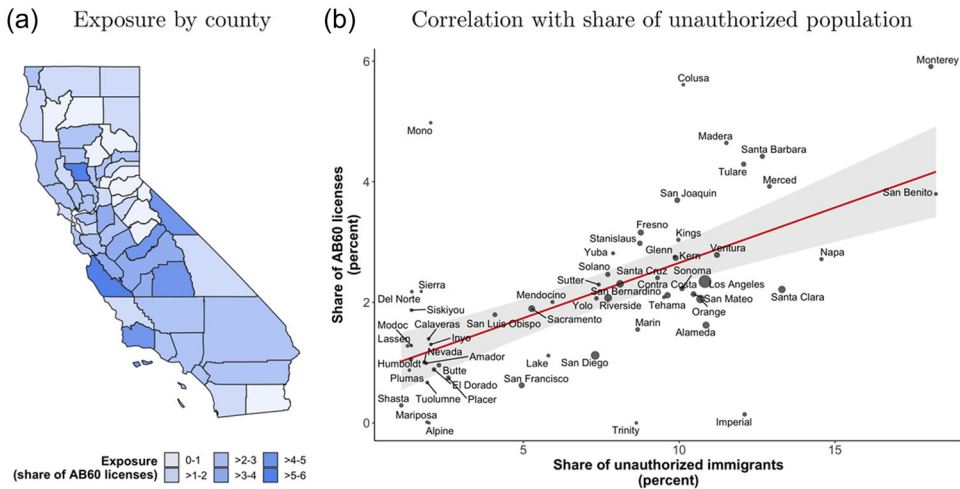 (a) Exposure by county
Exposure
(share of AB60 licenses)
0-1
>1-2
>2-3
>3-4
>4-5
>5-6
(b) Correlation with share of unauthorized population
Share of AB60 licenses
(percent)
6
4
2
0
5
10
15
Share of unauthorized immigrants
(percent)
Monterey
Colusa
Mono
Madera
Santa Barbara
Tulare
Merced
San Benito
San Joaquin
Fresno
Kings
Stanislaus
Glenn
Ventura
Yuba
Kern
Napa
Solano
Santa Cruz
Sonoma
Sierra
Sutter
Contra Costa
Los Angeles
Del Norte
Mendocino
San Bernardino
Santa Clara
Siskiyou
Yolo
Riverside
Tehama
San Mateo
Orange
San Luis Obispo
Sacramento
Modoc
Calaveras
Marin
Alameda
Lassen
Inyo
Nevada
Amador
Humboldt
Lake
San Diego
Butte
Plumas
El Dorado
San Francisco
Tuolumne
Placer
Shasta
Mariposa
Alpine
Trinity
Imperial